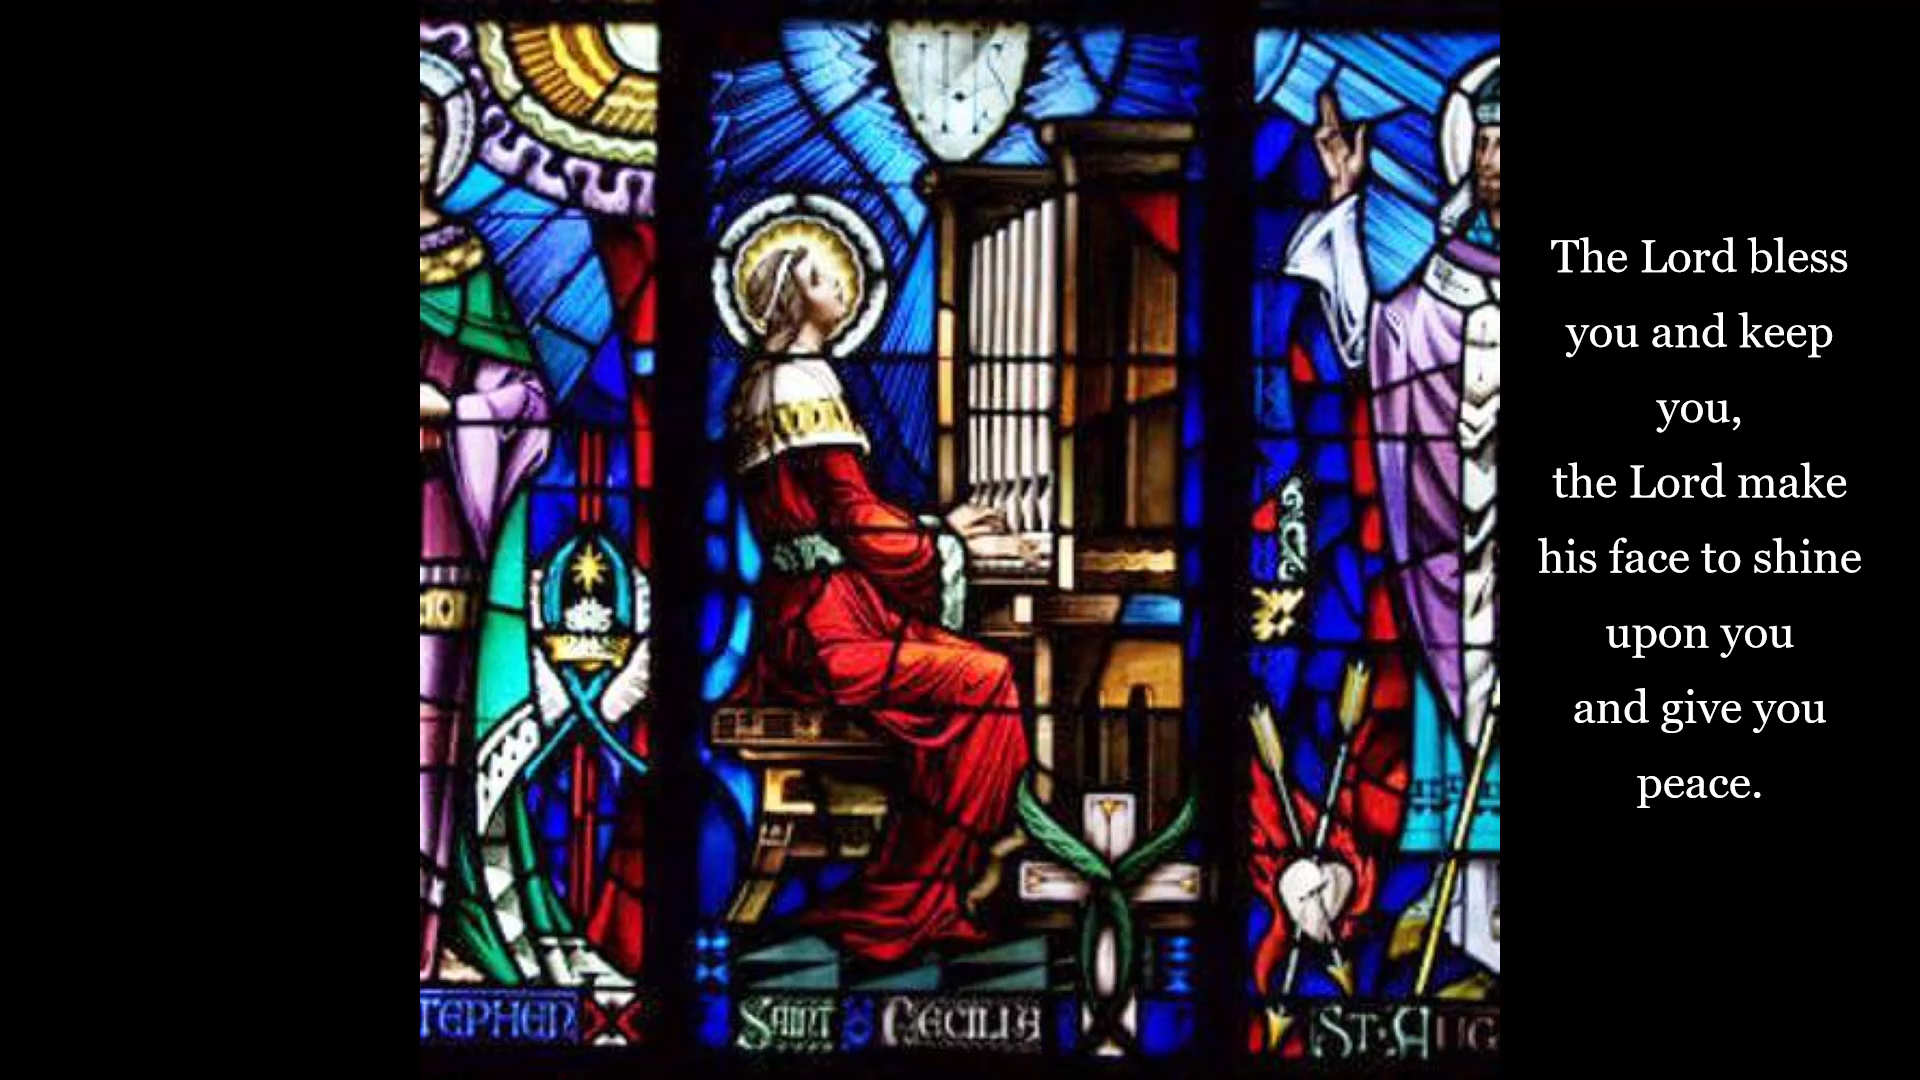 The Lord bless
you and keep
you,
the Lord make
his face to shine
upon you
and give you
peace.
TEPHEN
SAINT CECILIA
ST. AUG